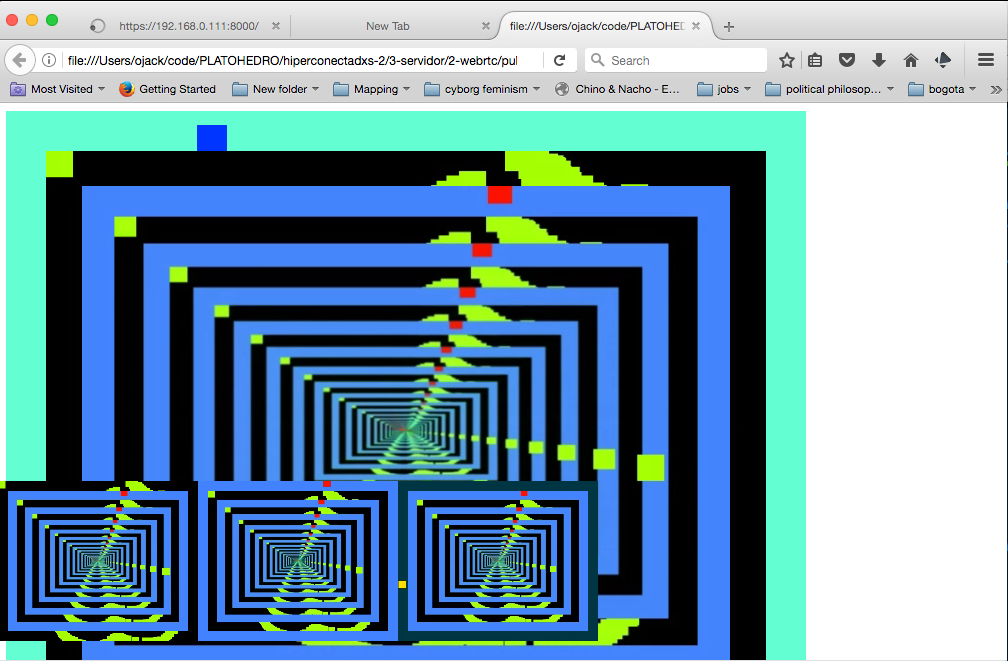 https://192.168.0.111:8000/
New Tab
file:///Users/ojack/code/PLATOHED
file:///Users/ojack/code/PLATOHEDRO/hiperconectadxs-2/3-servidor/2-webrtc/pul
Search
Most Visited
Getting Started
New folder
Mapping
cyborg feminism
Chino & Nacho - E...
jobs
political philosop...
bogota